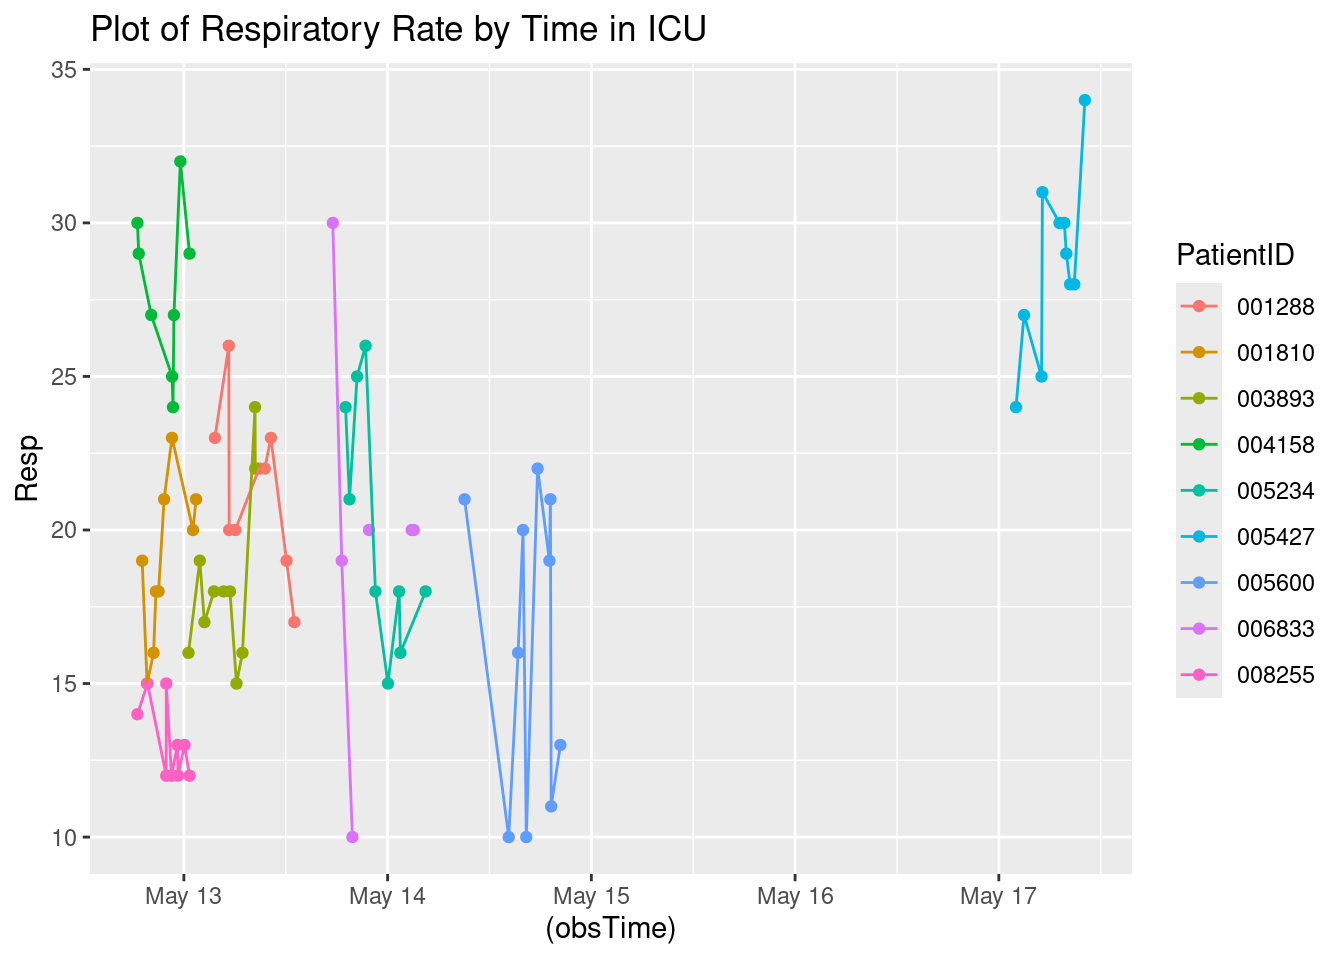 Plot of Respiratory Rate by Time in ICU
35
30
25
20
15
10
Resp
May 13
May 14
May 15
May 16
May 17
(obsTime)
PatientID
001288
001810
003893
004158
005234
005427
005600
006833
008255